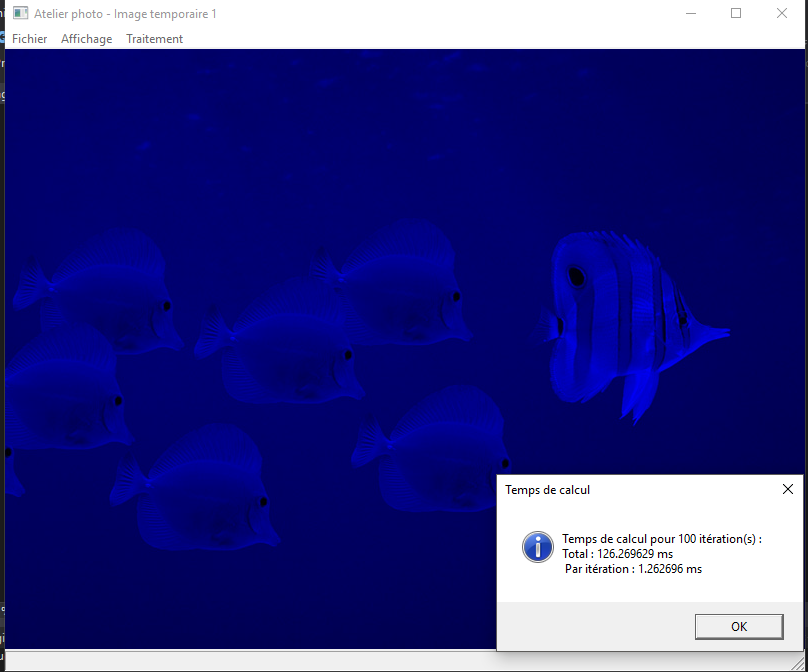 Atelier photo - Image temporaire 1
Fichier Affichage Traitement
Temps de calcul
Temps de calcul pour 100 itération(s) :
Total : 126.269629 ms
Par itération : 1.262696 ms
OK